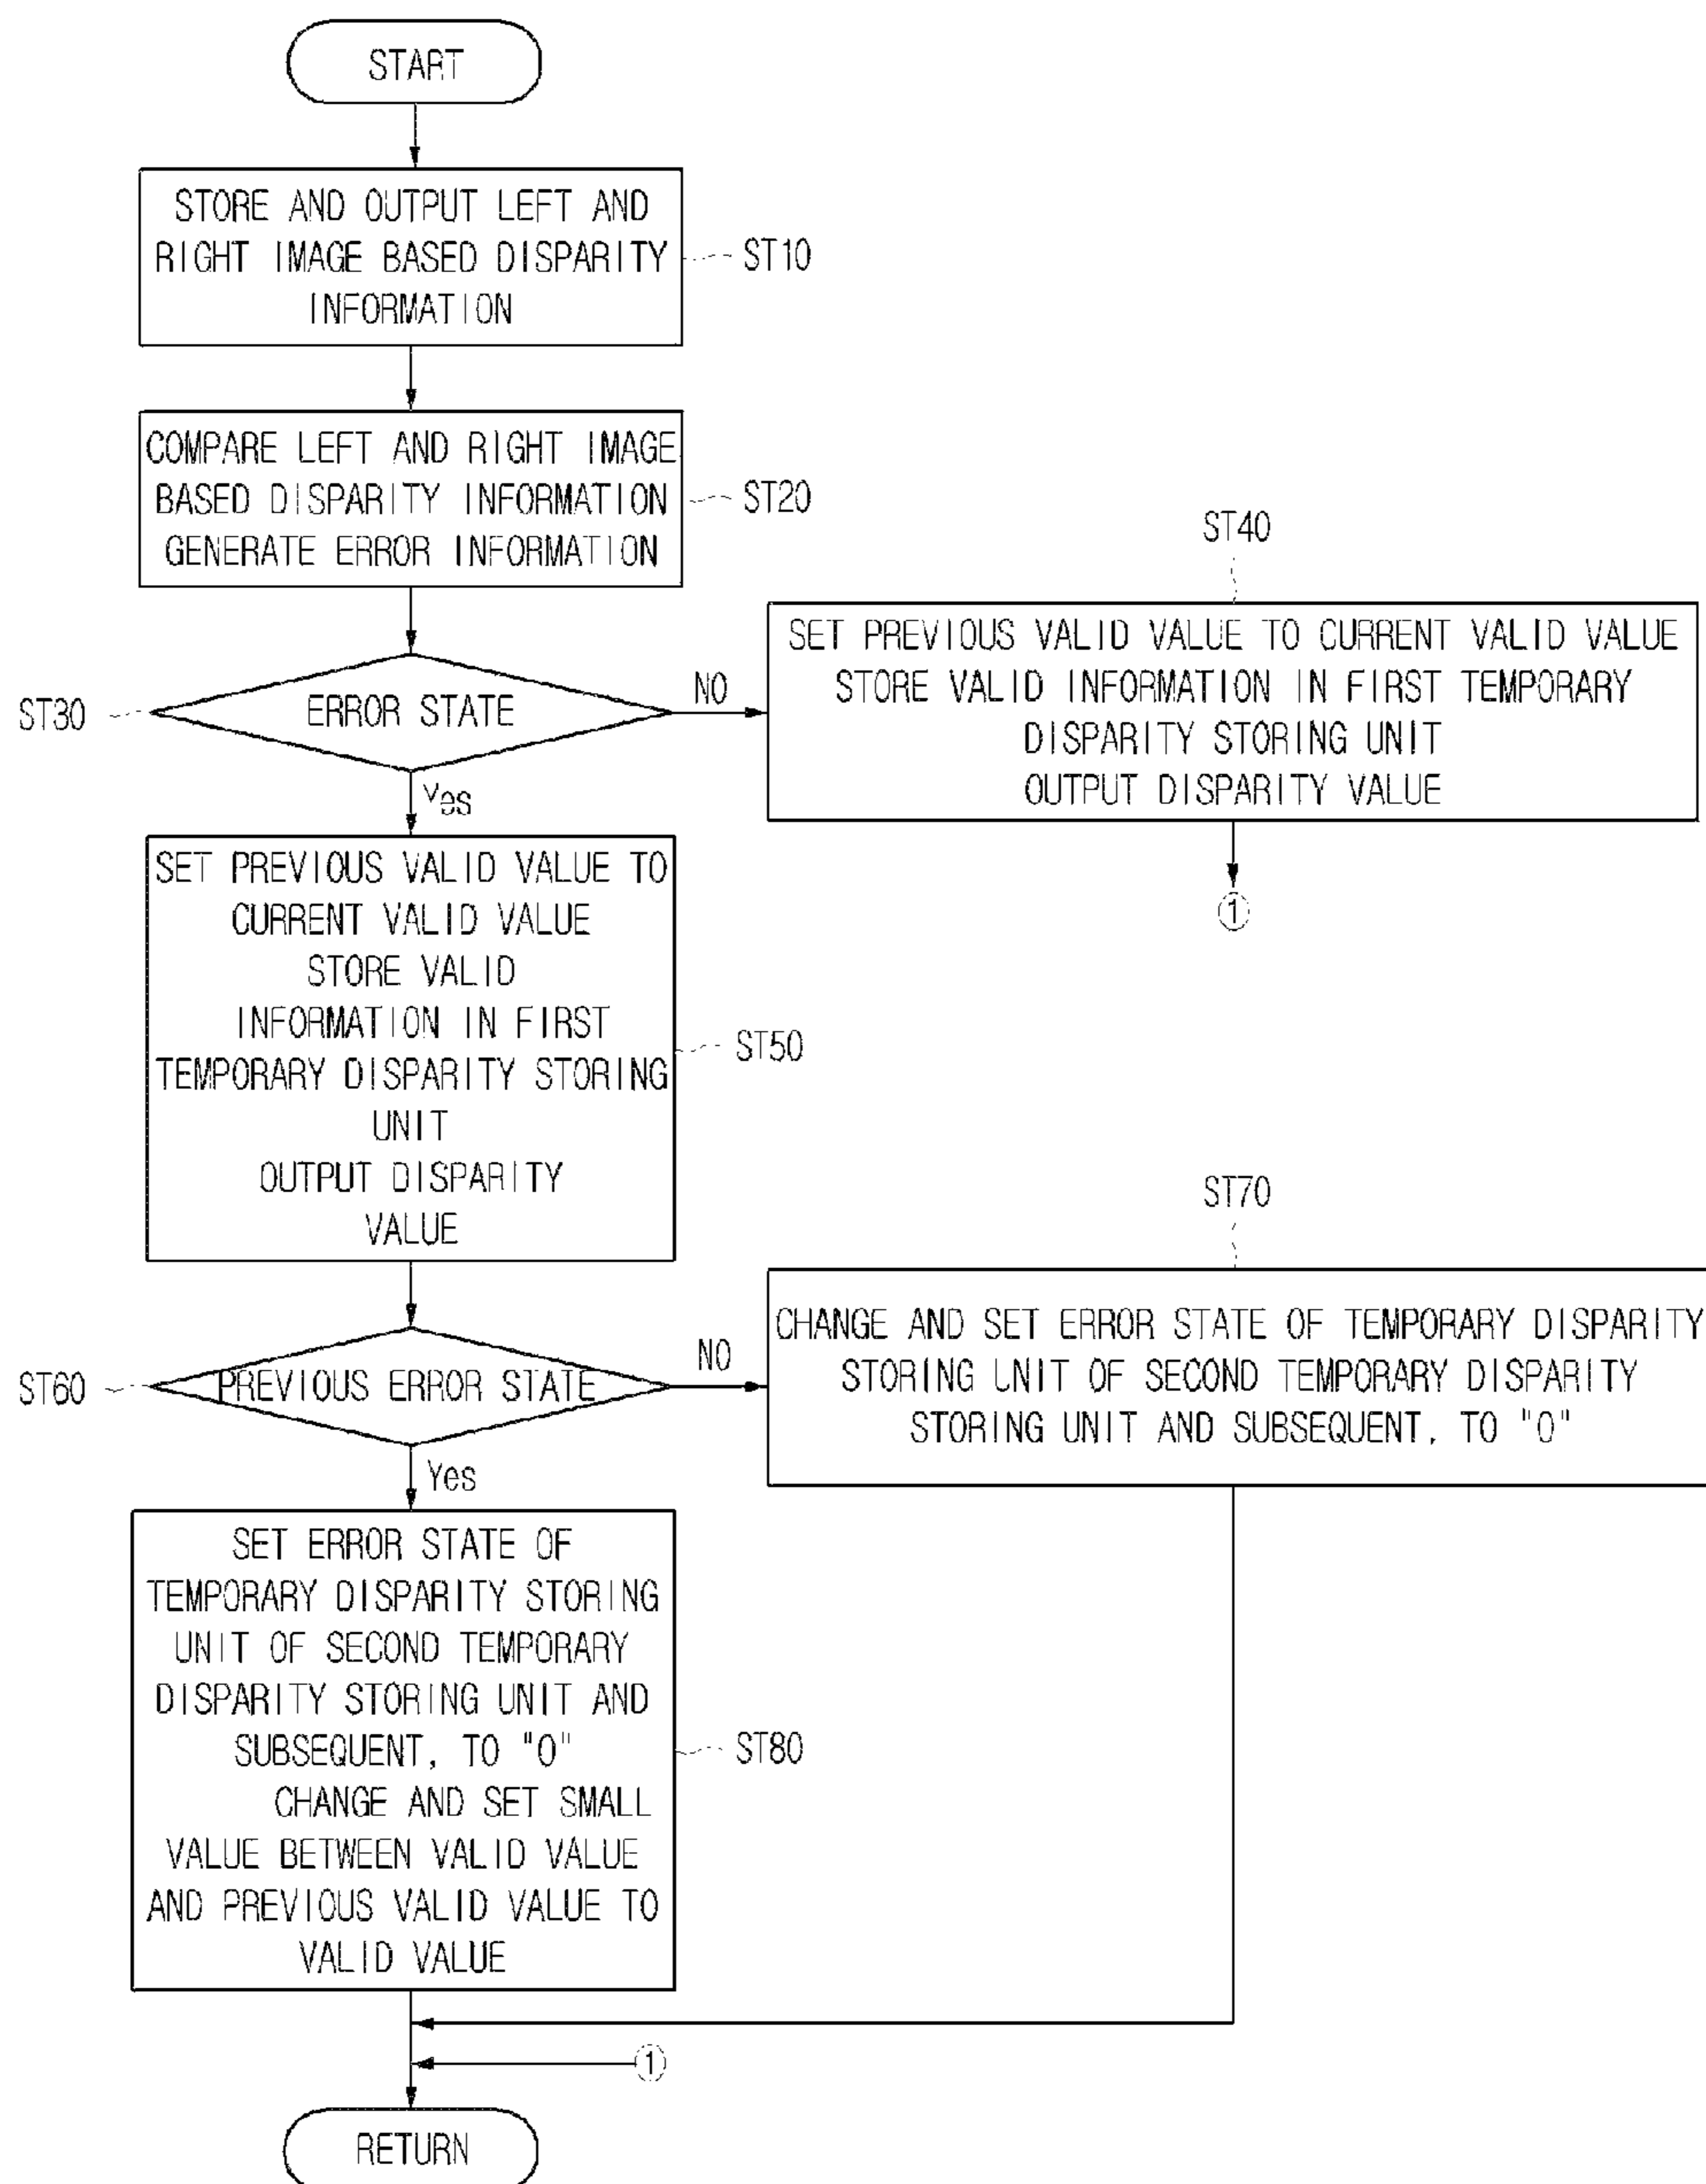 START
STORE AND OUTPUT LEFT AND
RIGHT IMAGE BASED DISPARITY
INFORMATION
ST10
COMPARE LEFT AND RIGHT IMAGE
BASED DISPARITY INFORMATION
GENERATE ERROR INFORMATION
ST20
ST30
ERROR STATE
NO
ST40
SET PREVIOUS VALID VALUE TO CURRENT VALID VALUE
STORE VALID INFORMATION IN FIRST TEMPORARY
DISPARITY STORING UNIT
OUTPUT DISPARITY VALUE
1
Yes
SET PREVIOUS VALID VALUE TO
CURRENT VALID VALUE
STORE VALID
INFORMATION IN FIRST
TEMPORARY DISPARITY STORING
UNIT
OUTPUT DISPARITY
VALUE
ST50
ST60
PREVIOUS ERROR STATE
NO
ST70
CHANGE AND SET ERROR STATE OF TEMPORARY DISPARITY
STORING UNIT OF SECOND TEMPORARY DISPARITY
STORING UNIT AND SUBSEQUENT, TO "0"
Yes
SET ERROR STATE OF
TEMPORARY DISPARITY STORING
UNIT OF SECOND TEMPORARY
DISPARITY STORING UNIT AND
SUBSEQUENT, TO "0"
CHANGE AND SET SMALL
VALUE BETWEEN VALID VALUE
AND PREVIOUS VALID VALUE TO
VALID VALUE
ST80
1
RETURN